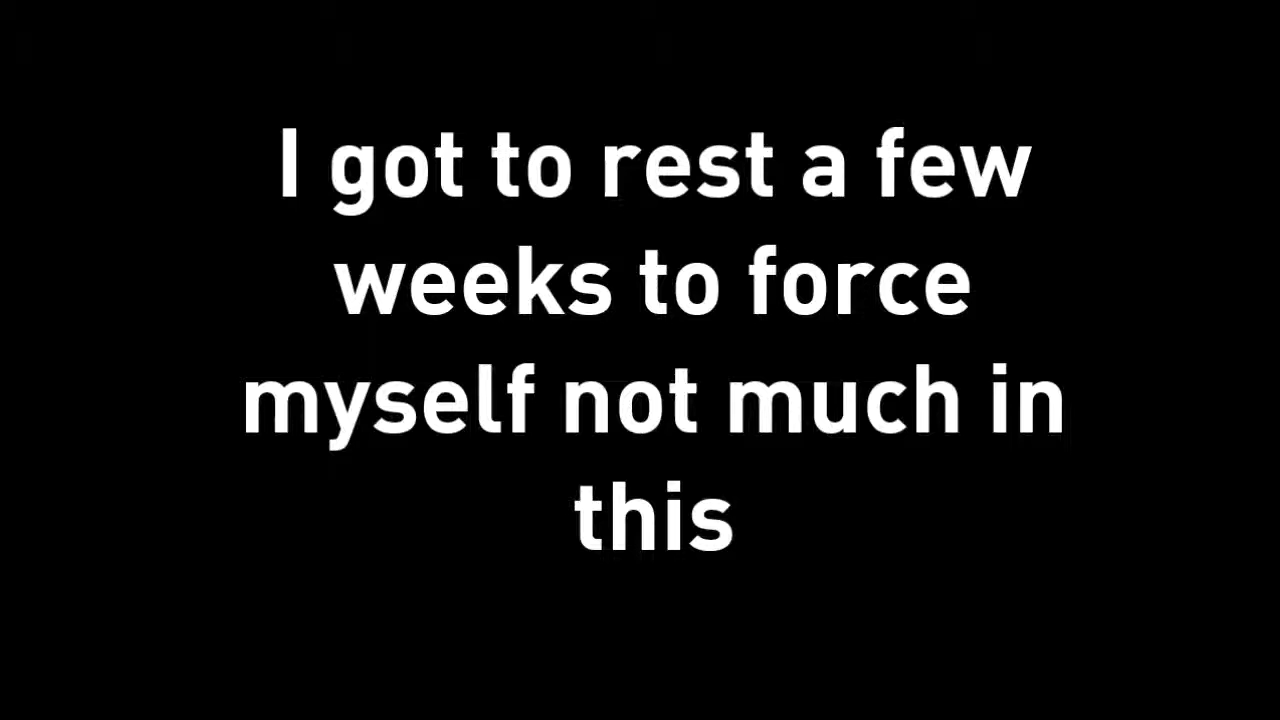 I got to rest a few
weeks to force
myself not much in
this